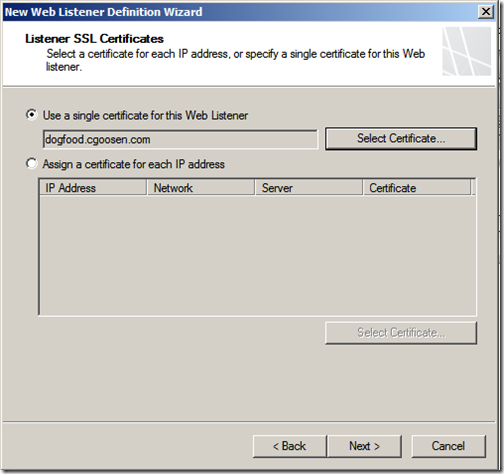 New Web Listener Definition Wizard
Listener SSL Certificates
Select a certificate for each IP address, or specify a single certificate for this Web
listener.
Use a single certificate for this Web Listener
dogfood.cgoosen.com
Select Certificate...
Assign a certificate for each IP address
IP Address Network Server Certificate
Select Certificate...
< Back Next > Cancel